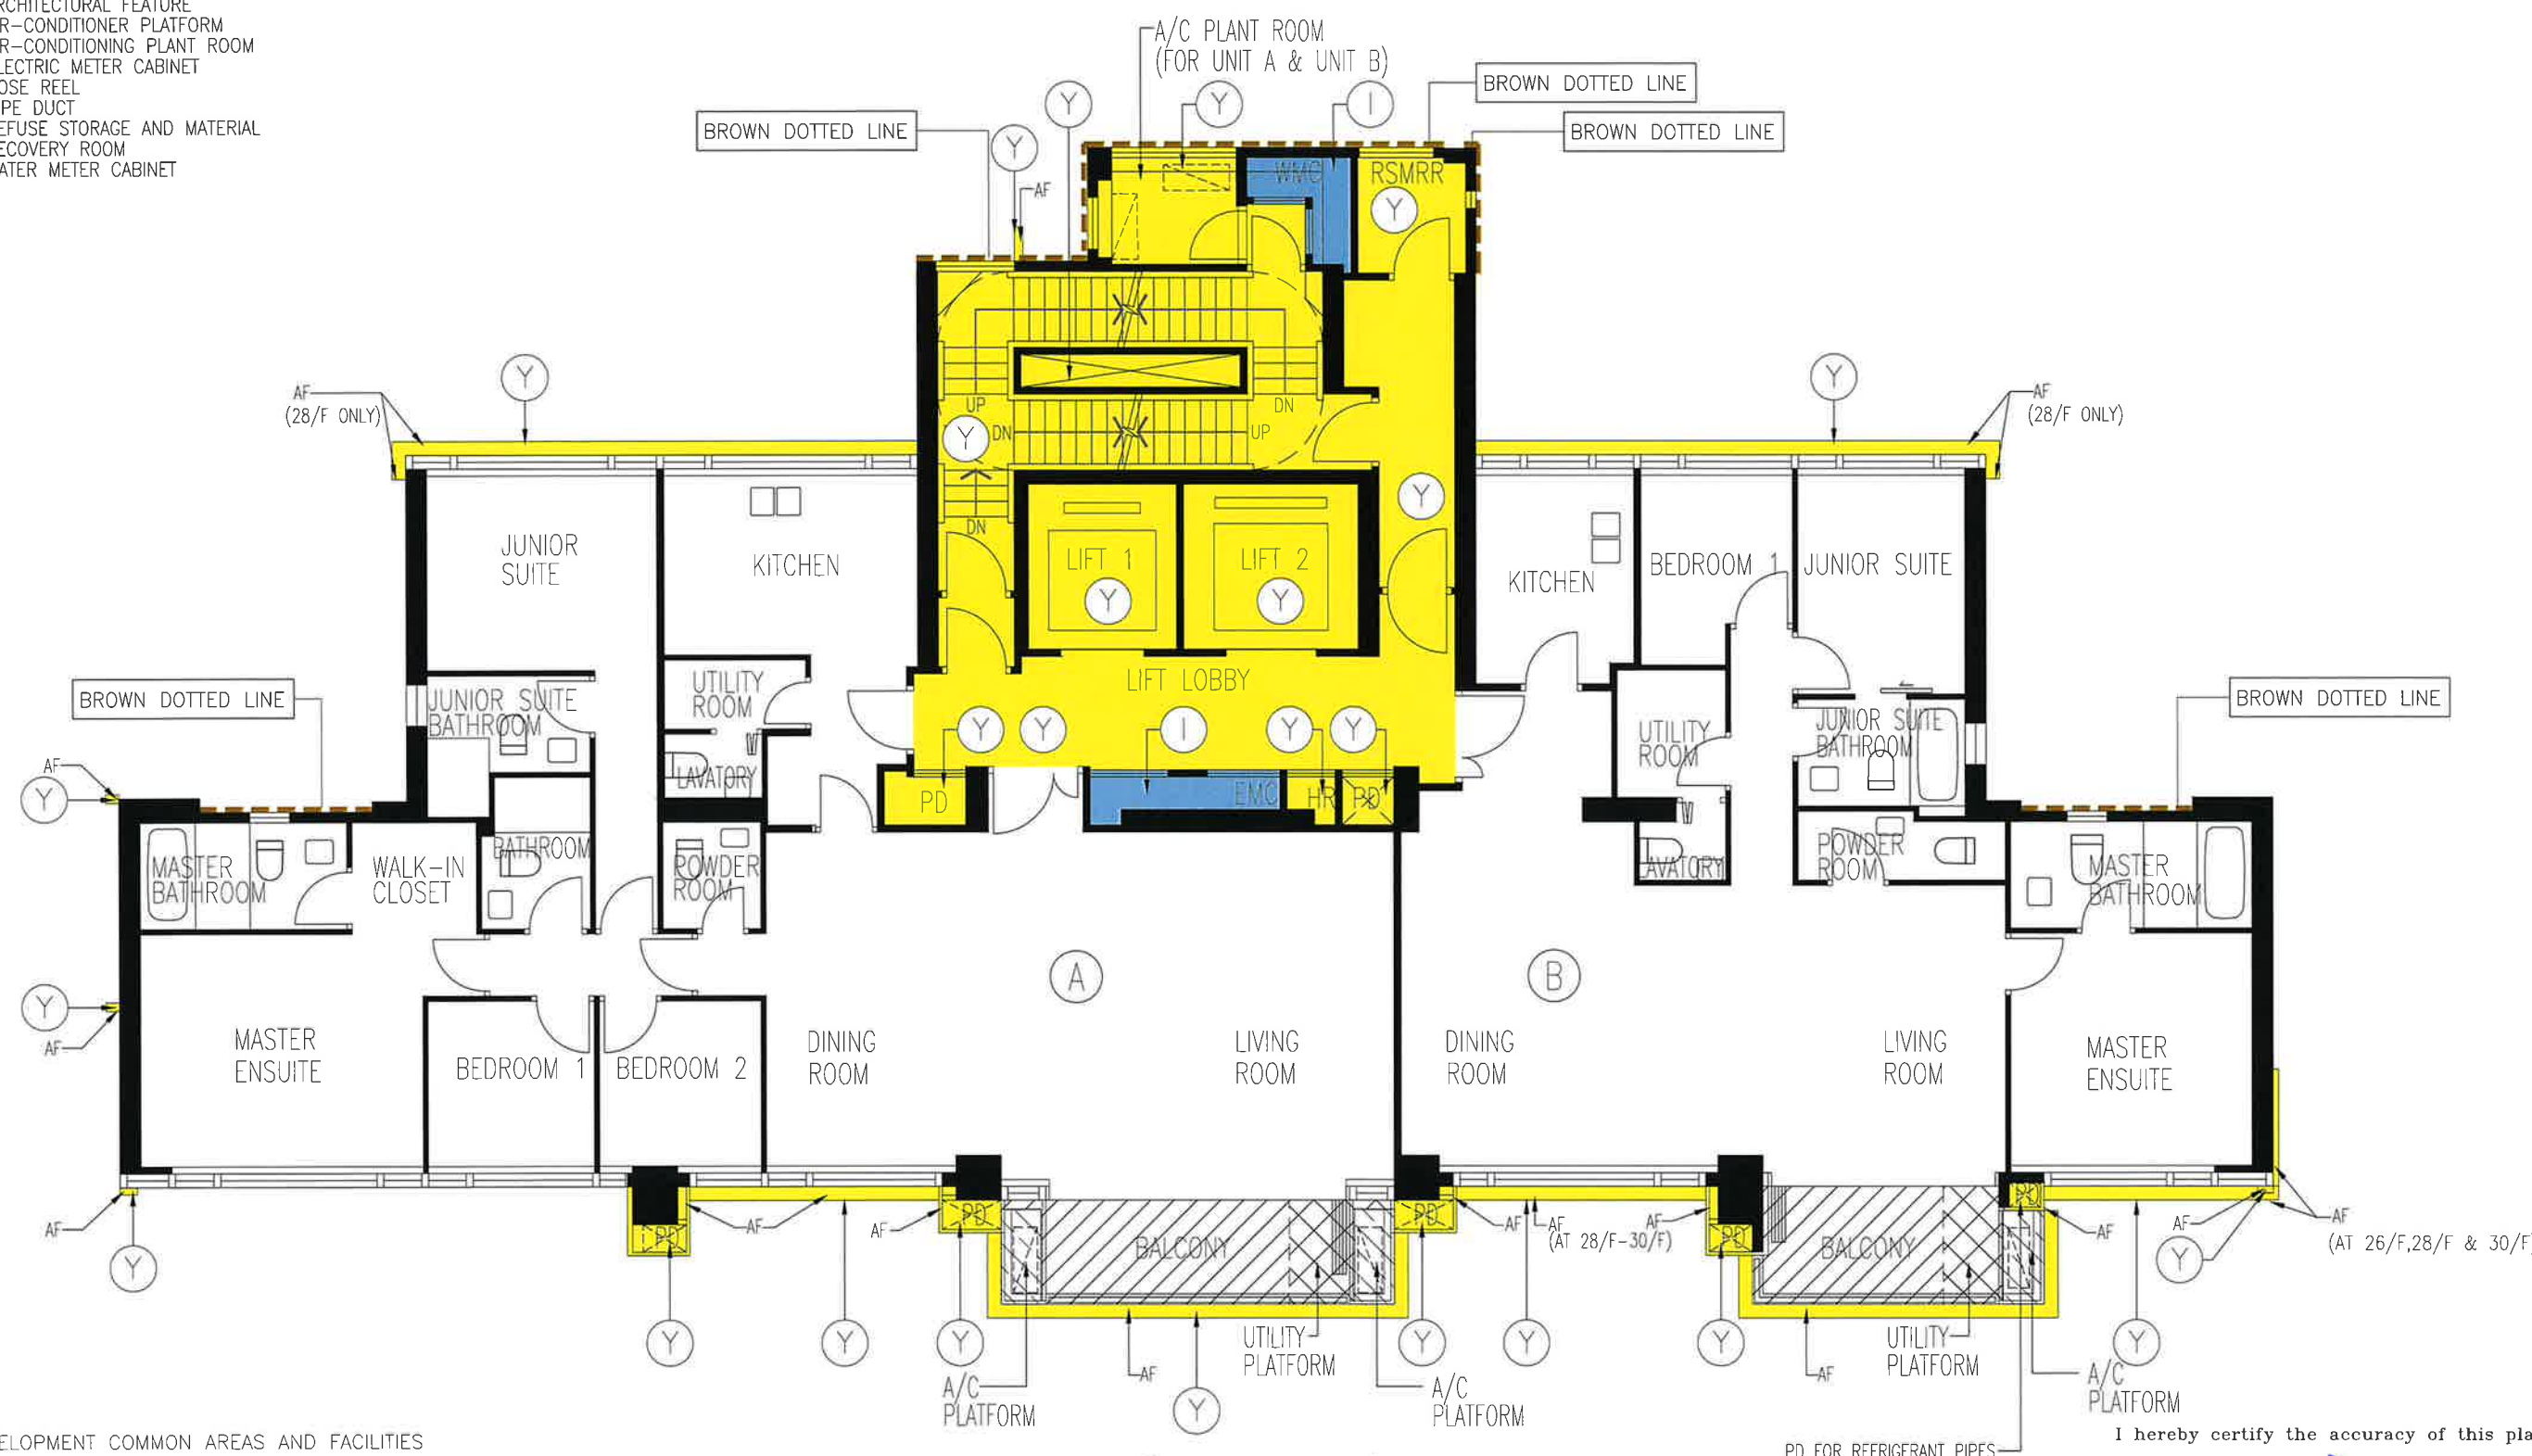 RCHITECTURAL FEATURE
R-CONDITIONER PLATFORM
R-CONDITIONING PLANT ROOM
LECTRIC METER CABINET
OSE REEL
PE DUCT
EFUSE STORAGE AND MATERIAL
ECOVERY ROOM
ATER METER CABINET
A/C PLANT ROOM
(FOR UNIT A & UNIT B)
BROWN DOTTED LINE
BROWN DOTTED LINE
BROWN DOTTED LINE
Y
Y
Y
I
AF
WMC
RSMRR
Y
AF
(28/F ONLY)
Y
Y
AF
(28/F ONLY)
UP
DN
Y
DN
UP
DN
Y
JUNIOR
SUITE
KITCHEN
LIFT 1
Y
LIFT 2
Y
KITCHEN
BEDROOM 1
JUNIOR SUITE
BROWN DOTTED LINE
JUNIOR SUITE
BATHROOM
UTILITY
ROOM
LAVATORY
LIFT LOBBY
Y
Y
I
Y
Y
UTILITY
ROOM
JUNIOR SUITE
BATHROOM
BROWN DOTTED LINE
AF
Y
PD
EMC
HR
PD
MASTER
BATHROOM
WALK-IN
CLOSET
BATHROOM
POWDER
ROOM
LAVATORY
POWDER
ROOM
MASTER
BATHROOM
Y
AF
A
B
MASTER
ENSUITE
BEDROOM 1
BEDROOM 2
DINING
ROOM
LIVING
ROOM
DINING
ROOM
LIVING
ROOM
MASTER
ENSUITE
AF
Y
PD
AF
AF
PD
BALCONY
PD
AF
AF
(AT 28/F-30/F)
AF
PD
BALCONY
PD
AF
AF
Y
AF
(AT 26/F,28/F & 30/F
Y
Y
Y
A/C
PLATFORM
AF
Y
UTILITY
PLATFORM
A/C
PLATFORM
Y
Y
Y
AF
UTILITY
PLATFORM
Y
A/C
PLATFORM
ELOPMENT COMMON AREAS AND FACILITIES
PD FOR REFRIGERANT PIPES
I hereby certify the accuracy of this pla